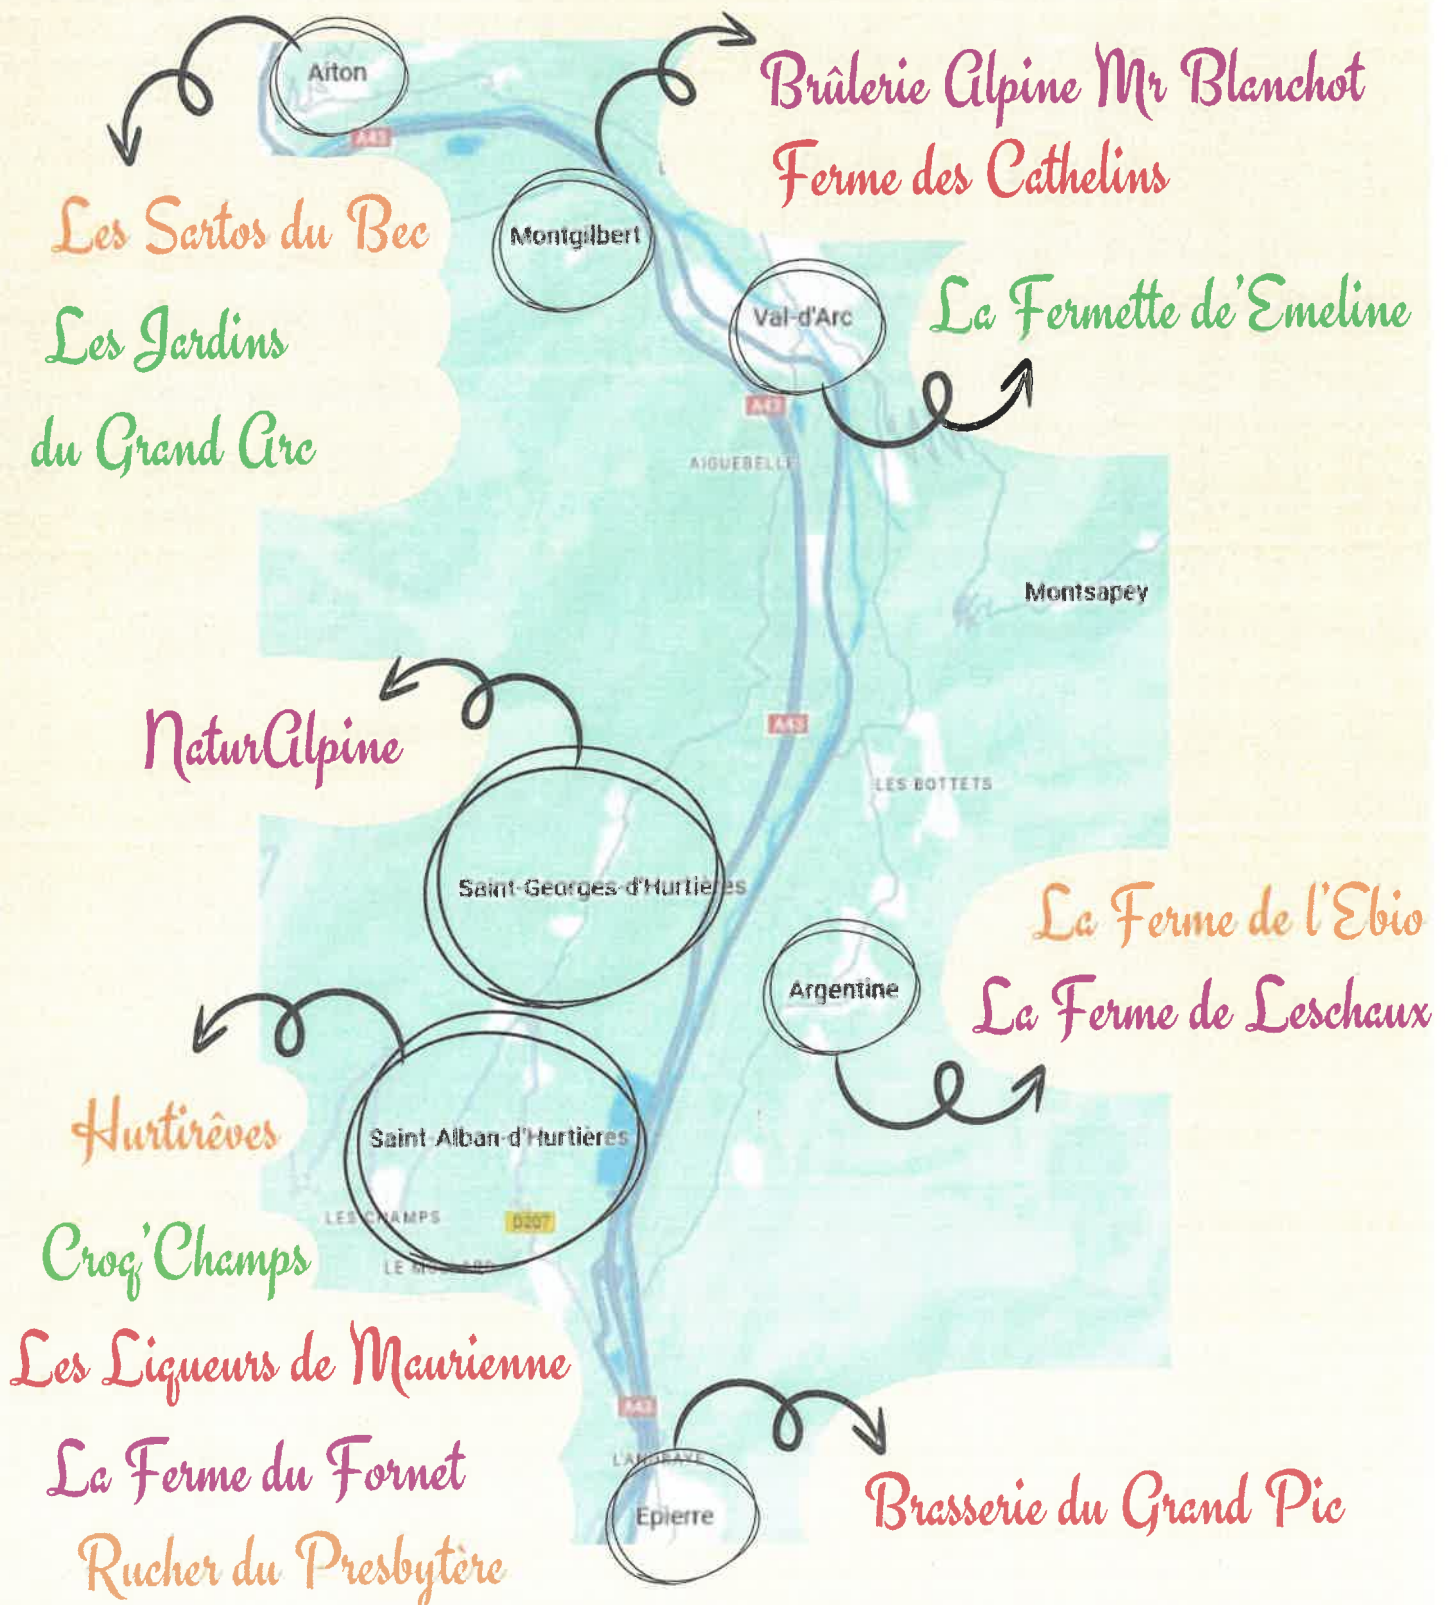 Aiton
A43
Brûlerie Alpine Mr Blanchot
Ferme des Cathelins
Les Sartos du Bec
Montgilbert
La Fermette de'Emeline
Val-d'Arc
Les Jardins
du Grand Arc
A43
AIGUEBELLE
Montsapey
NaturAlpine
A43
LES BOTTETS
Saint-Georges-d'Hurtières
La Ferme de l'Ebio
Argentine
La Ferme de Leschaux
Hurtirêves
Saint-Alban-d'Hurtières
LES CHAMPS
D207
Croq'Champs
LE
Les Liqueurs de Maurienne
A43
La Ferme du Fornet
Epierre
Brasserie du Grand Pic
Rucher du Presbytère